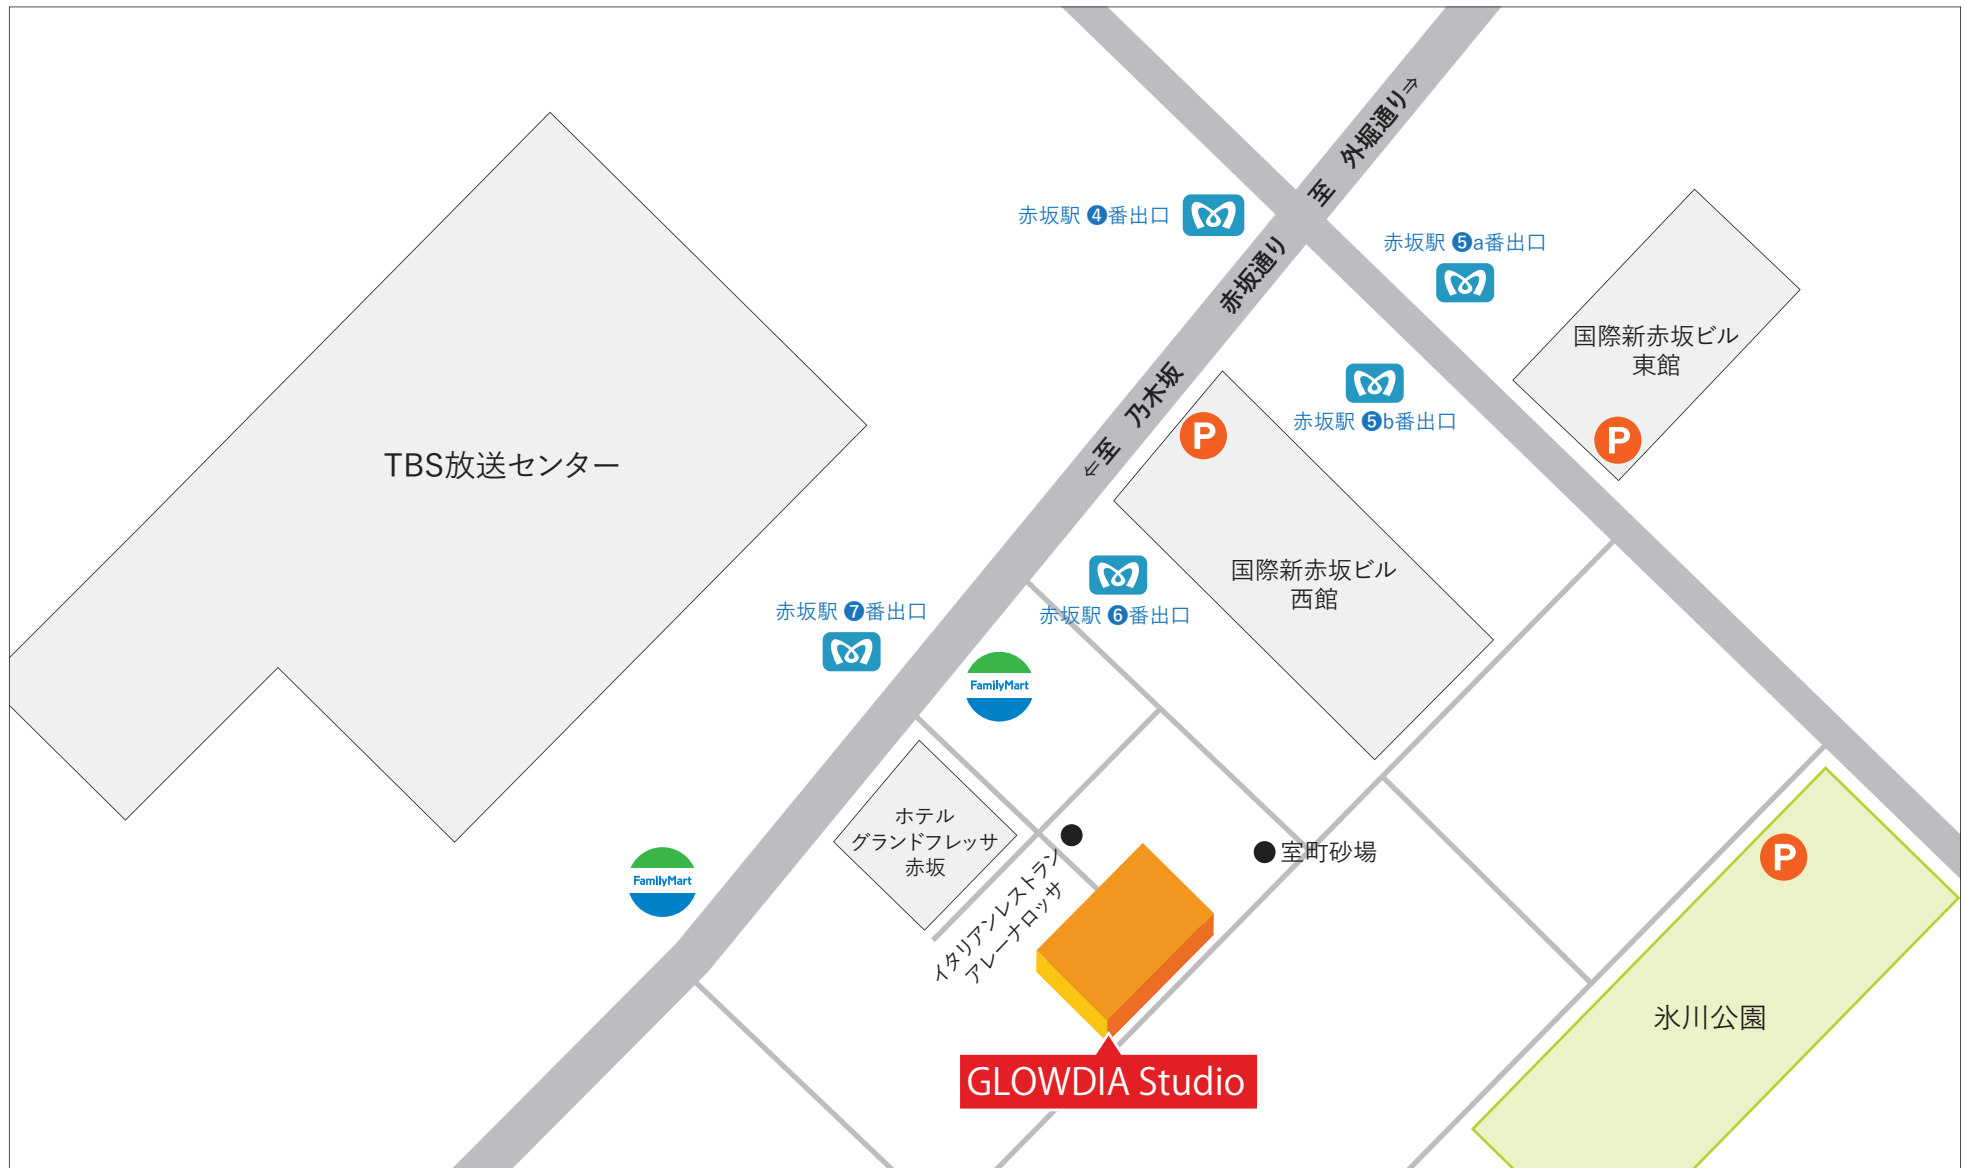 至 外堀通り⇒
赤坂駅 ❹番出口
赤坂駅 ❺a番出口
赤坂通り
国際新赤坂ビル
東館
⇐至 乃木坂
赤坂駅 ❺b番出口
P
P
TBS放送センター
国際新赤坂ビル
西館
赤坂駅 ❼番出口
赤坂駅 ❻番出口
FamilyMart
ホテル
グランドフレッサ
赤坂
FamilyMart
イタリアンレストラン
アレーナロッサ
室町砂場
P
氷川公園
GLOWDIA Studio